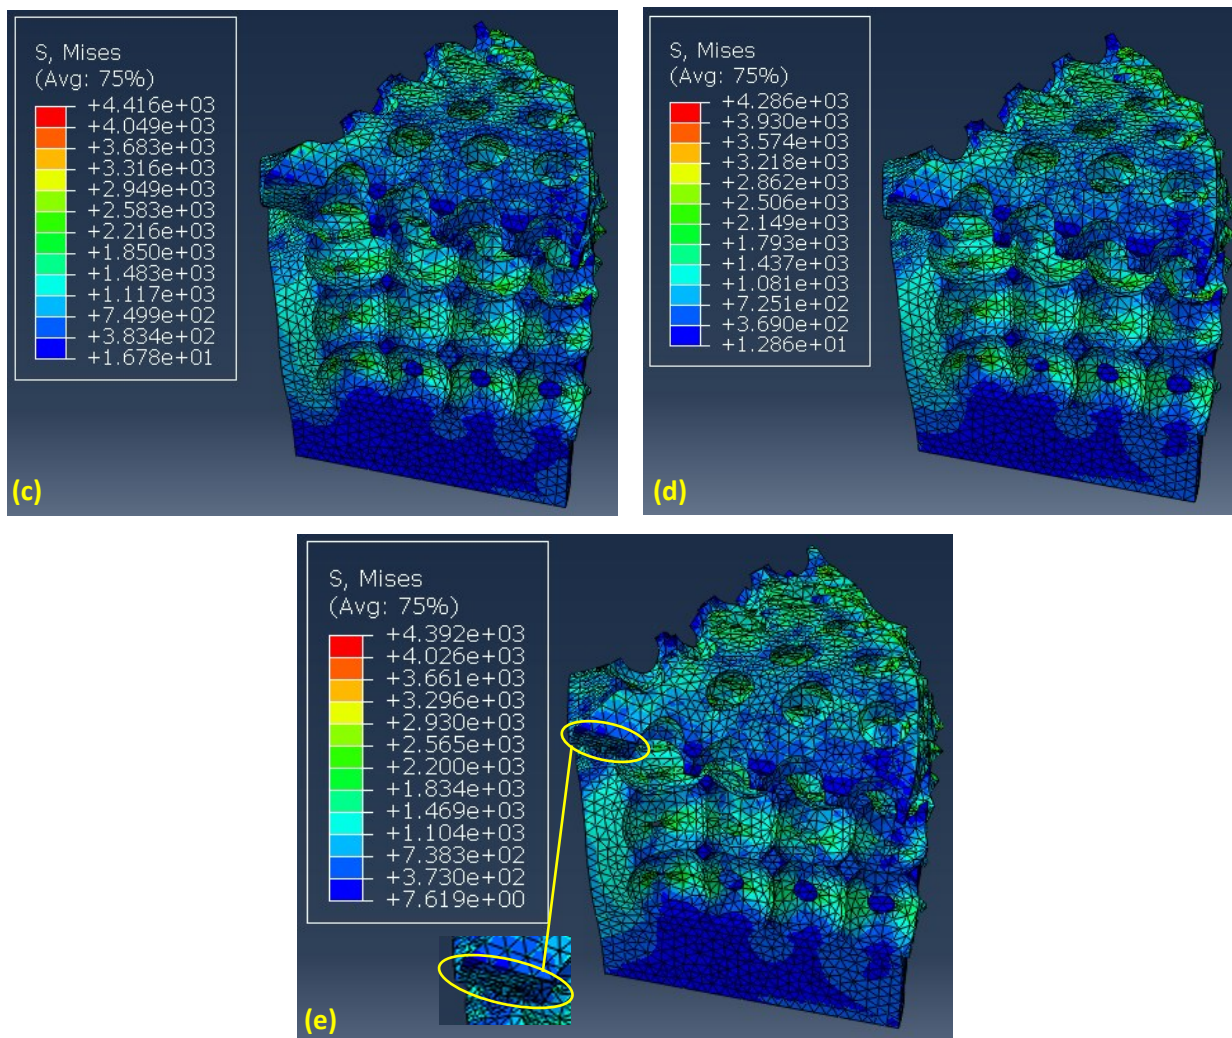 S, Mises
(Avg: 75%)
+4.416e+03
+4.049e+03
+3.683e+03
+3.316e+03
+2.949e+03
+2.583e+03
+2.216e+03
+1.850e+03
+1.483e+03
+1.117e+03
+7.499e+02
+3.834e+02
+1.678e+01
(c)
S, Mises
(Avg: 75%)
+4.286e+03
+3.930e+03
+3.574e+03
+3.218e+03
+2.862e+03
+2.506e+03
+2.149e+03
+1.793e+03
+1.437e+03
+1.081e+03
+7.251e+02
+3.690e+02
+1.286e+01
(d)
S, Mises
(Avg: 75%)
+4.392e+03
+4.026e+03
+3.661e+03
+3.296e+03
+2.930e+03
+2.565e+03
+2.200e+03
+1.834e+03
+1.469e+03
+1.104e+03
+7.383e+02
+3.730e+02
+7.619e+00
(e)